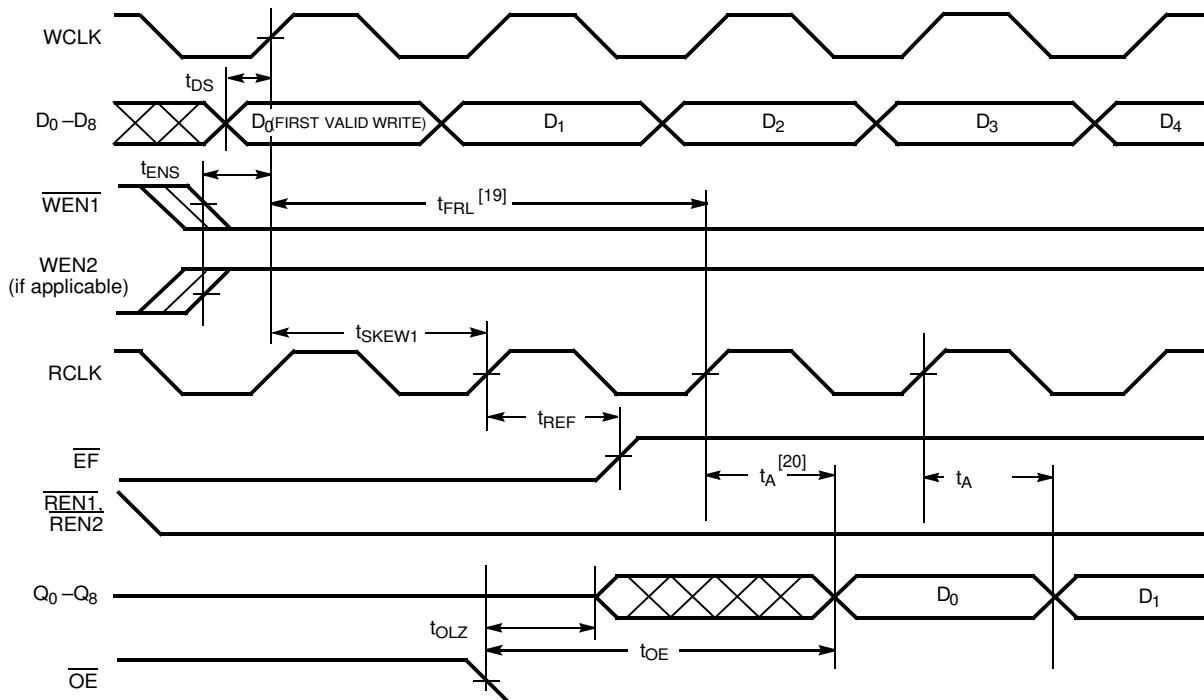 WCLK
tDS
D0 –D8
D0(FIRST VALID WRITE)
D1
D2
D3
D4
tENS
WEN1
tFRL [19]
WEN2
(if applicable)
tSKEW1
RCLK
tREF
EF
tA [20]
tA
REN1,
REN2
Q0 –Q8
D0
D1
tOLZ
tOE
OE